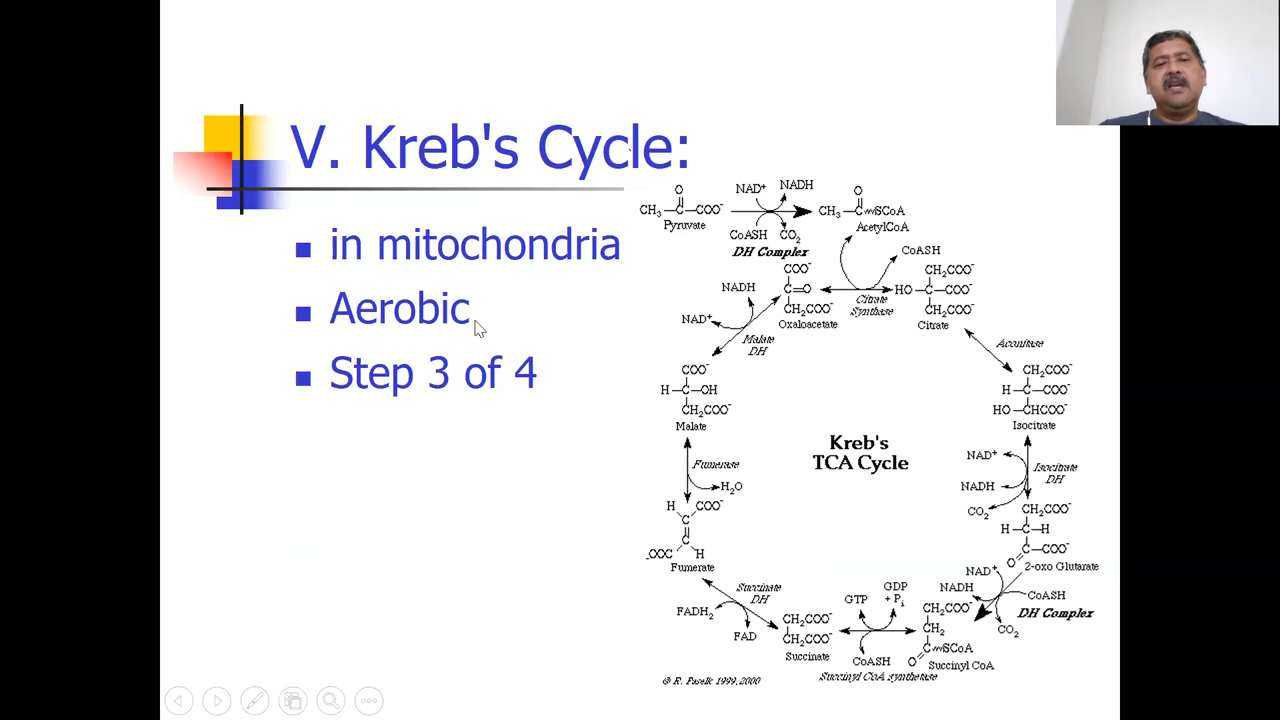 V. Kreb's Cycle:
in mitochondria
Aerobic
Step 3 of 4
O
CH3 C COO-
Pyruvate
NAD+
NADH
CoASH
CO2
DH Complex
O
CH3 C SCoA
AcetylCoA
CoASH
COO-
C=O
CH2COO-
Oxaloacetate
Citrate
Synthase
CH2COO-
HO C COO-
CH2COO-
Citrate
NADH
NAD+
Malate
DH
Aconitase
COO-
H C OH
CH2COO-
Malate
CH2COO-
H C COO-
HO CHCOO-
Isocitrate
Kreb's
TCA Cycle
Fumerase
H2O
NAD+
NADH
CO2
Isocitrate
DH
H COO-
C
C
-OOC H
Fumerate
CH2COO-
H C H
C COO-
O
2-oxo Glutarate
Succinate
DH
FADH2
FAD
CH2COO-
CH2COO-
Succinate
GTP
GDP
+ Pi
CoASH
Succinyl CoA synthetase
NAD+
NADH
CoASH
CO2
DH Complex
CH2COO-
CH2
C SCoA
O
Succinyl CoA
© R. Paselk 1999, 2000